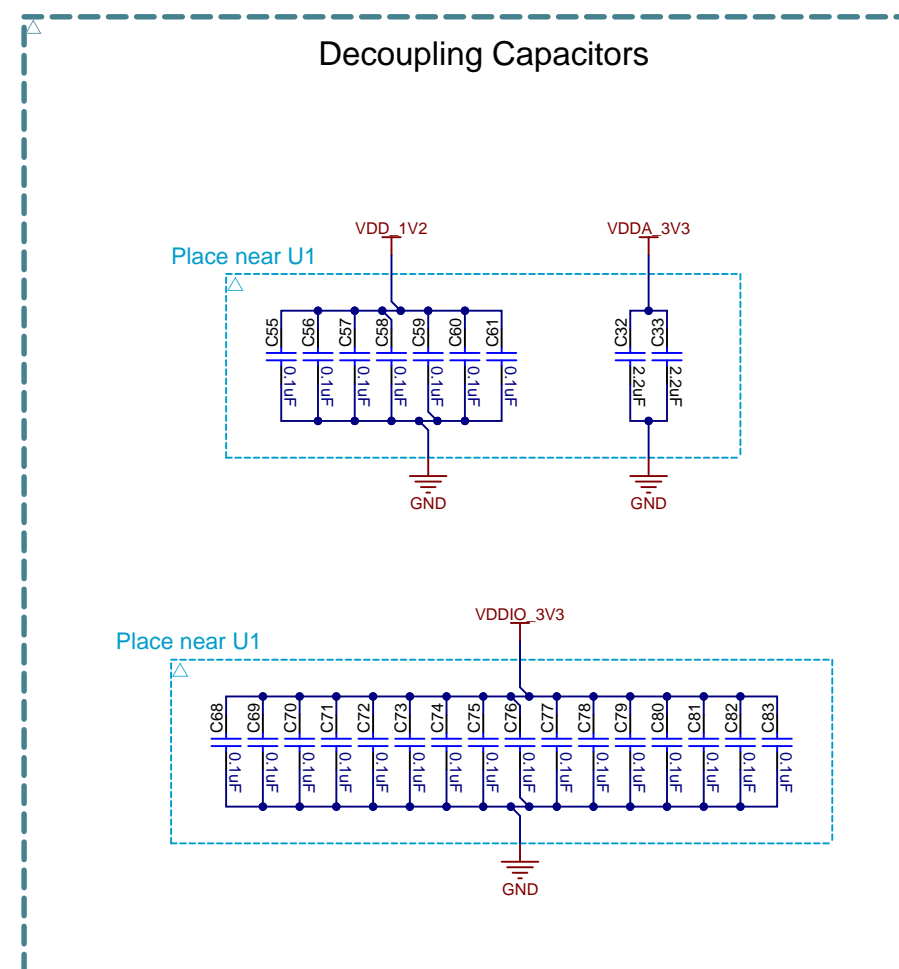 Decoupling Capacitors
VDD_1V2
VDDA_3V3
Place near U1
C55 C56 C57 C58 C59 C60 C61
C32 C33
0.1uF 0.1uF 0.1uF 0.1uF 0.1uF 0.1uF 0.1uF
2.2uF 2.2uF
GND
GND
VDDIO_3V3
Place near U1
C68 C69 C70 C71 C72 C73 C74 C75 C76 C77 C78 C79 C80 C81 C82 C83
0.1uF 0.1uF 0.1uF 0.1uF 0.1uF 0.1uF 0.1uF 0.1uF 0.1uF 0.1uF 0.1uF 0.1uF 0.1uF 0.1uF 0.1uF 0.1uF
GND